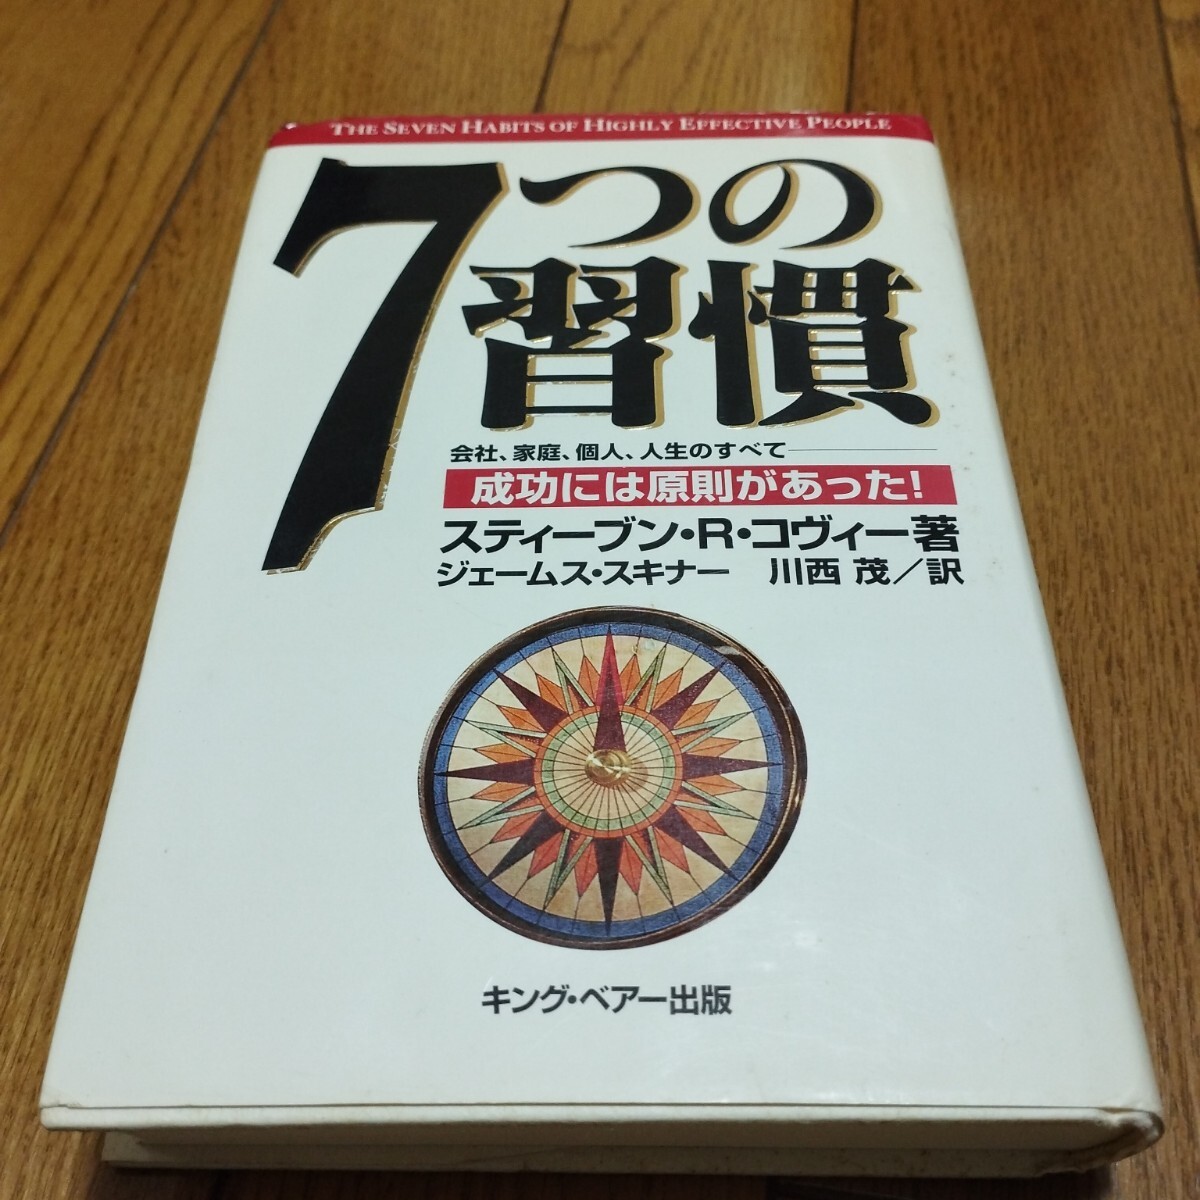 THE SEVEN HABITS OF HIGHLY EFFECTIVE PEOPLE
7つの
習慣
会社、家庭、個人、人生のすべて
成功には原則があった!
スティーブン・R・コヴィー著
ジェームス・スキナー 川西 茂/訳
キング・ベアー出版